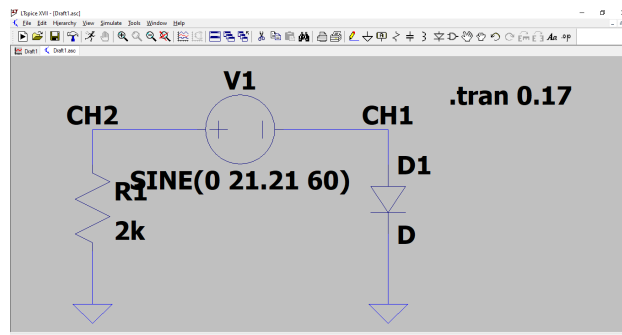 LTspice XVII - [Draft1.asc]
File Edit Hierarchy View Simulate Tools Window Help
Draft1 Draft1.asc
V1
.tran 0.17
CH2
CH1
D1
SINE(0 21.21 60)
R1
2k
D